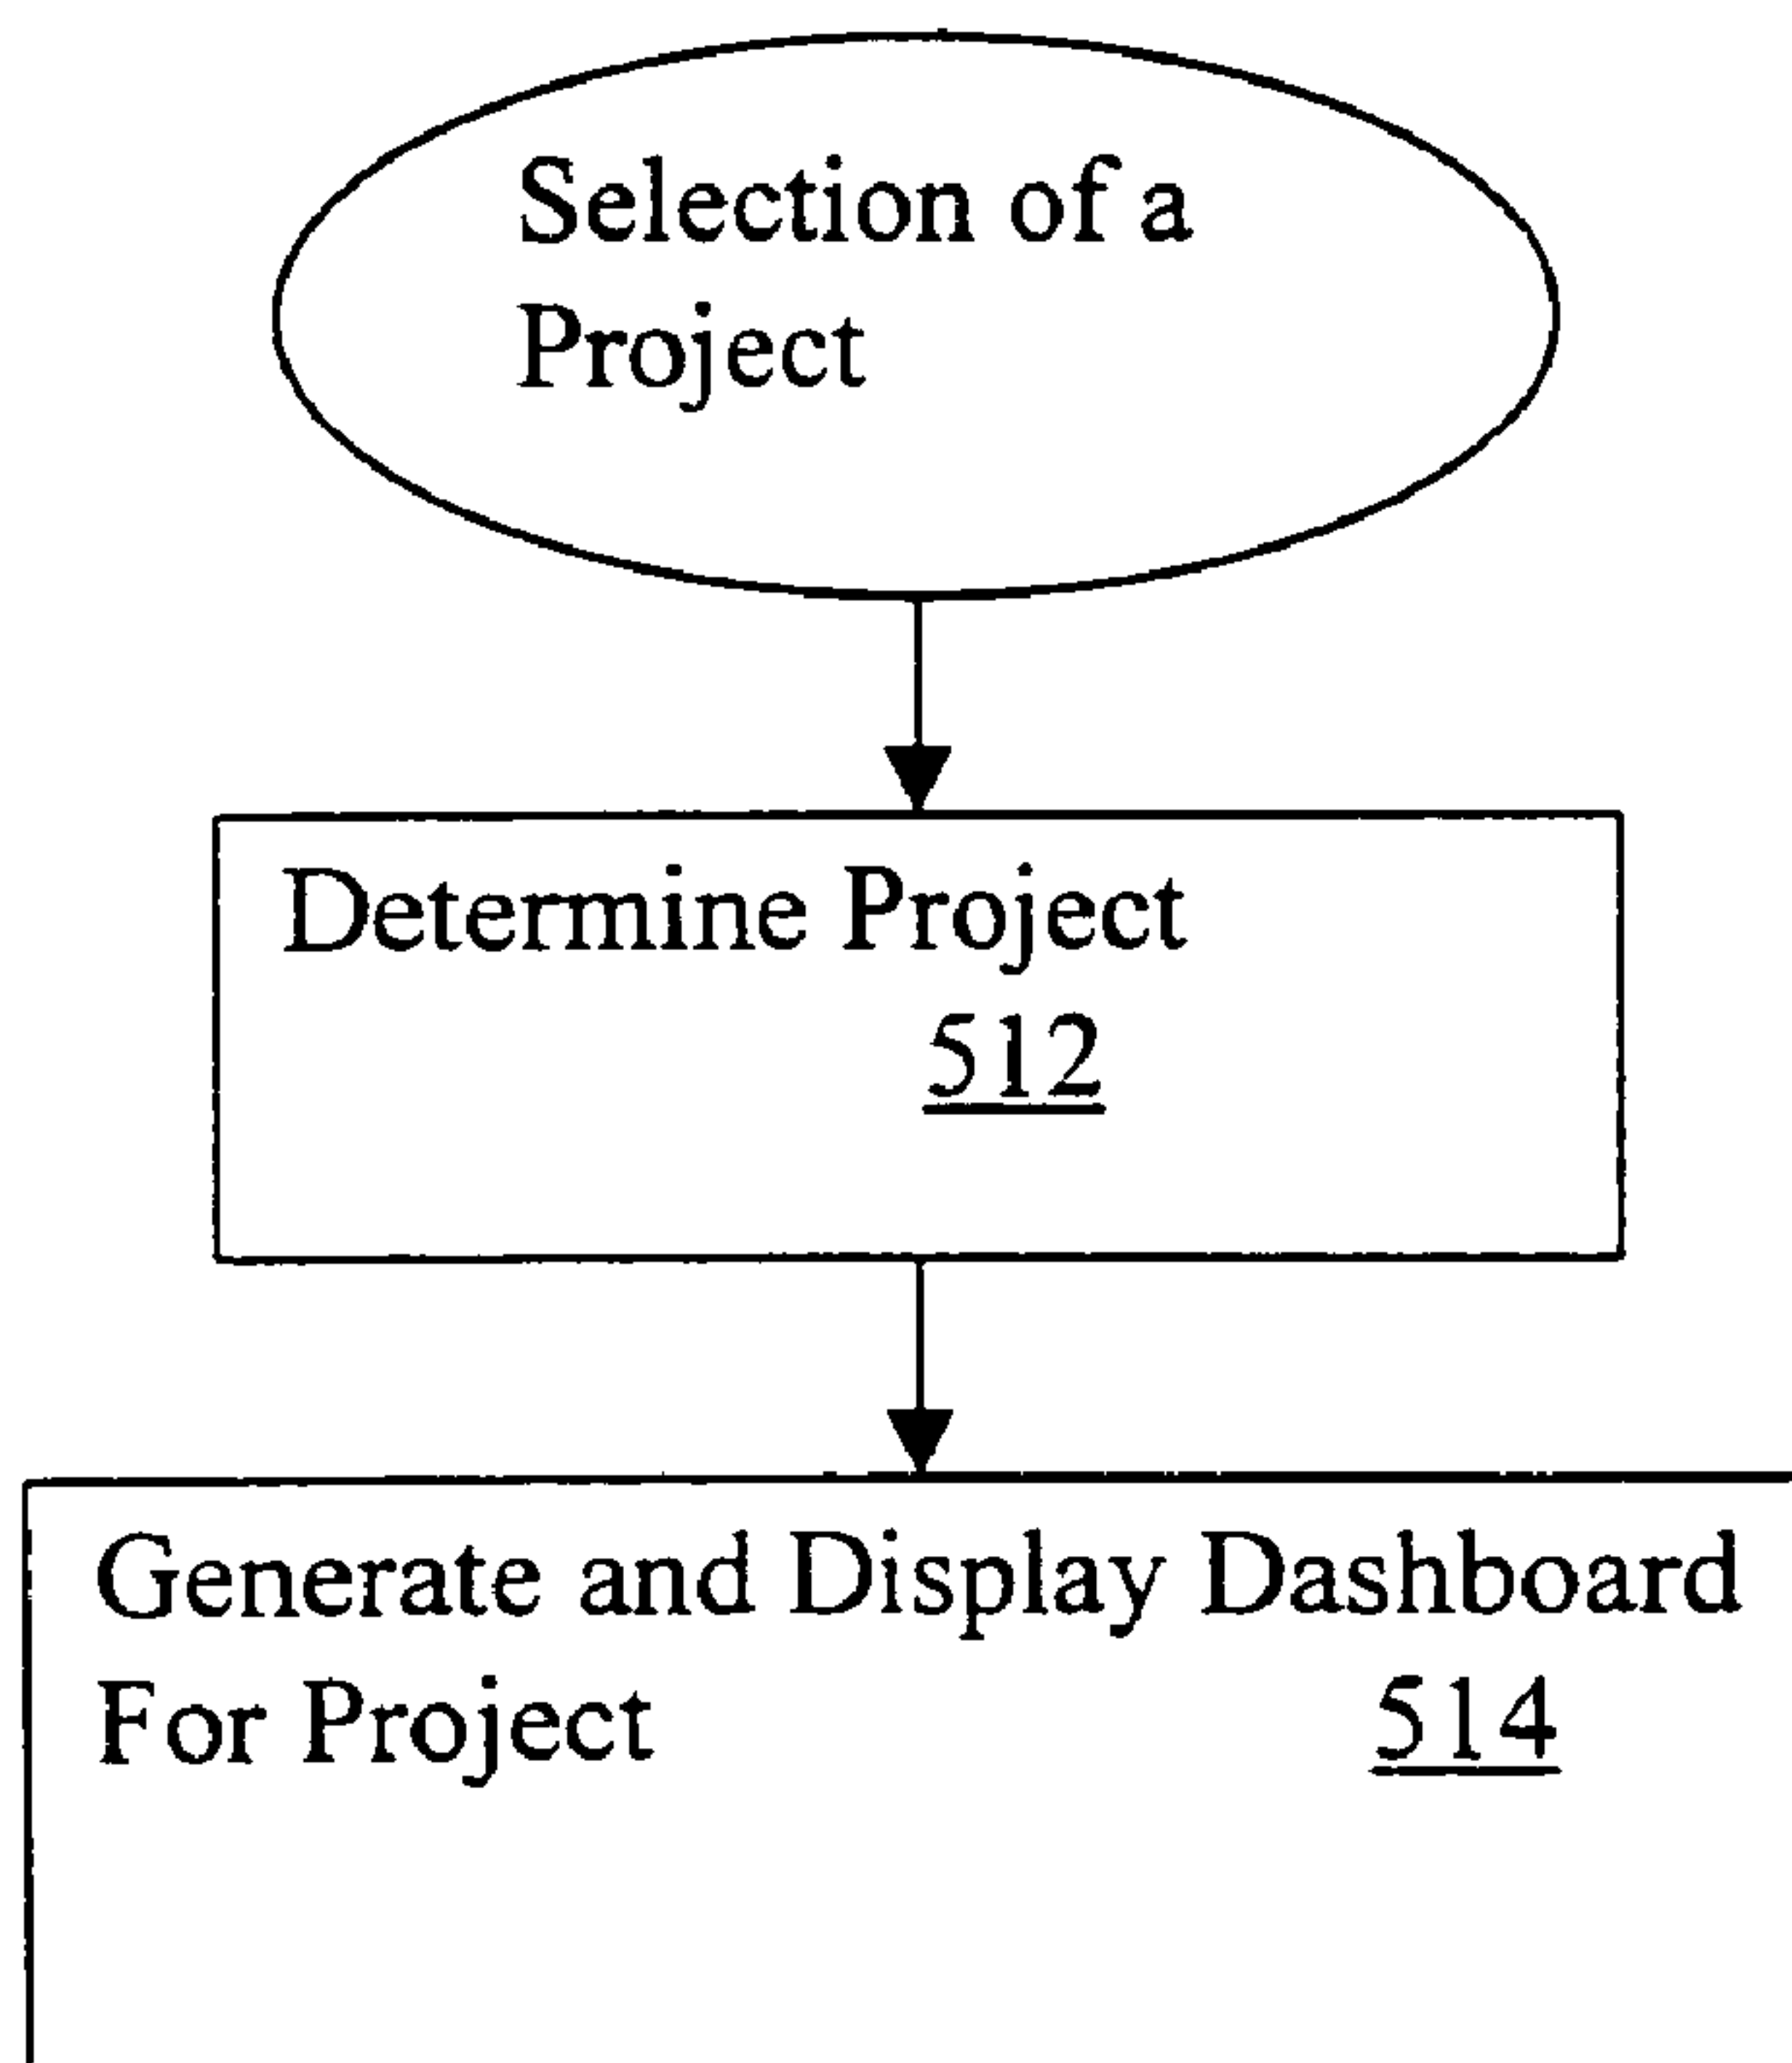 Selection of a
Project
Determine Project
512
Generate and Display Dashboard
For Project 514